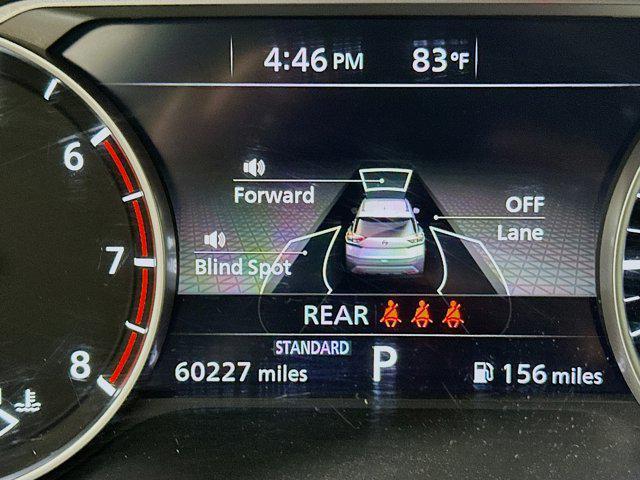 4:46 PM 83°F
6
Forward
OFF
Lane
7
Blind Spot
REAR
STANDARD
8
60227 miles P 156 miles